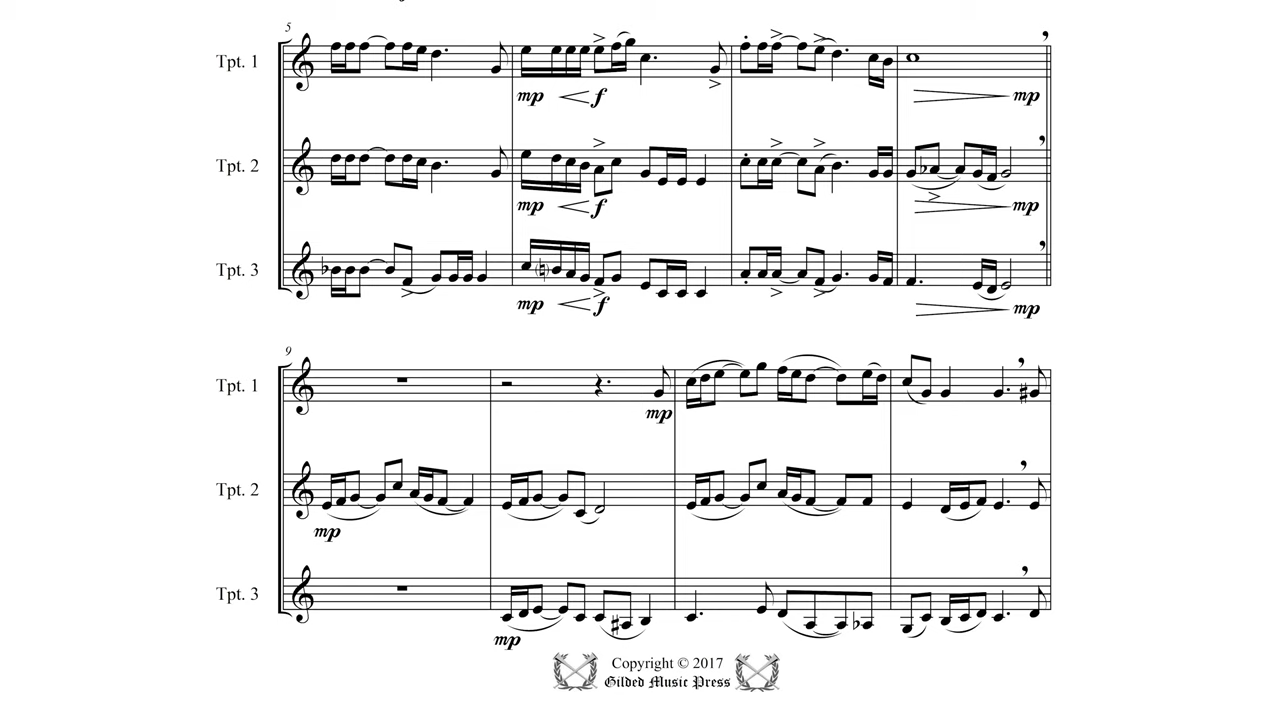 5
Tpt. 1
mp f mp
Tpt. 2
mp f mp
Tpt. 3
mp f mp
9
Tpt. 1
mp
Tpt. 2
mp
Tpt. 3
mp
Copyright © 2017
Gilded Music Press